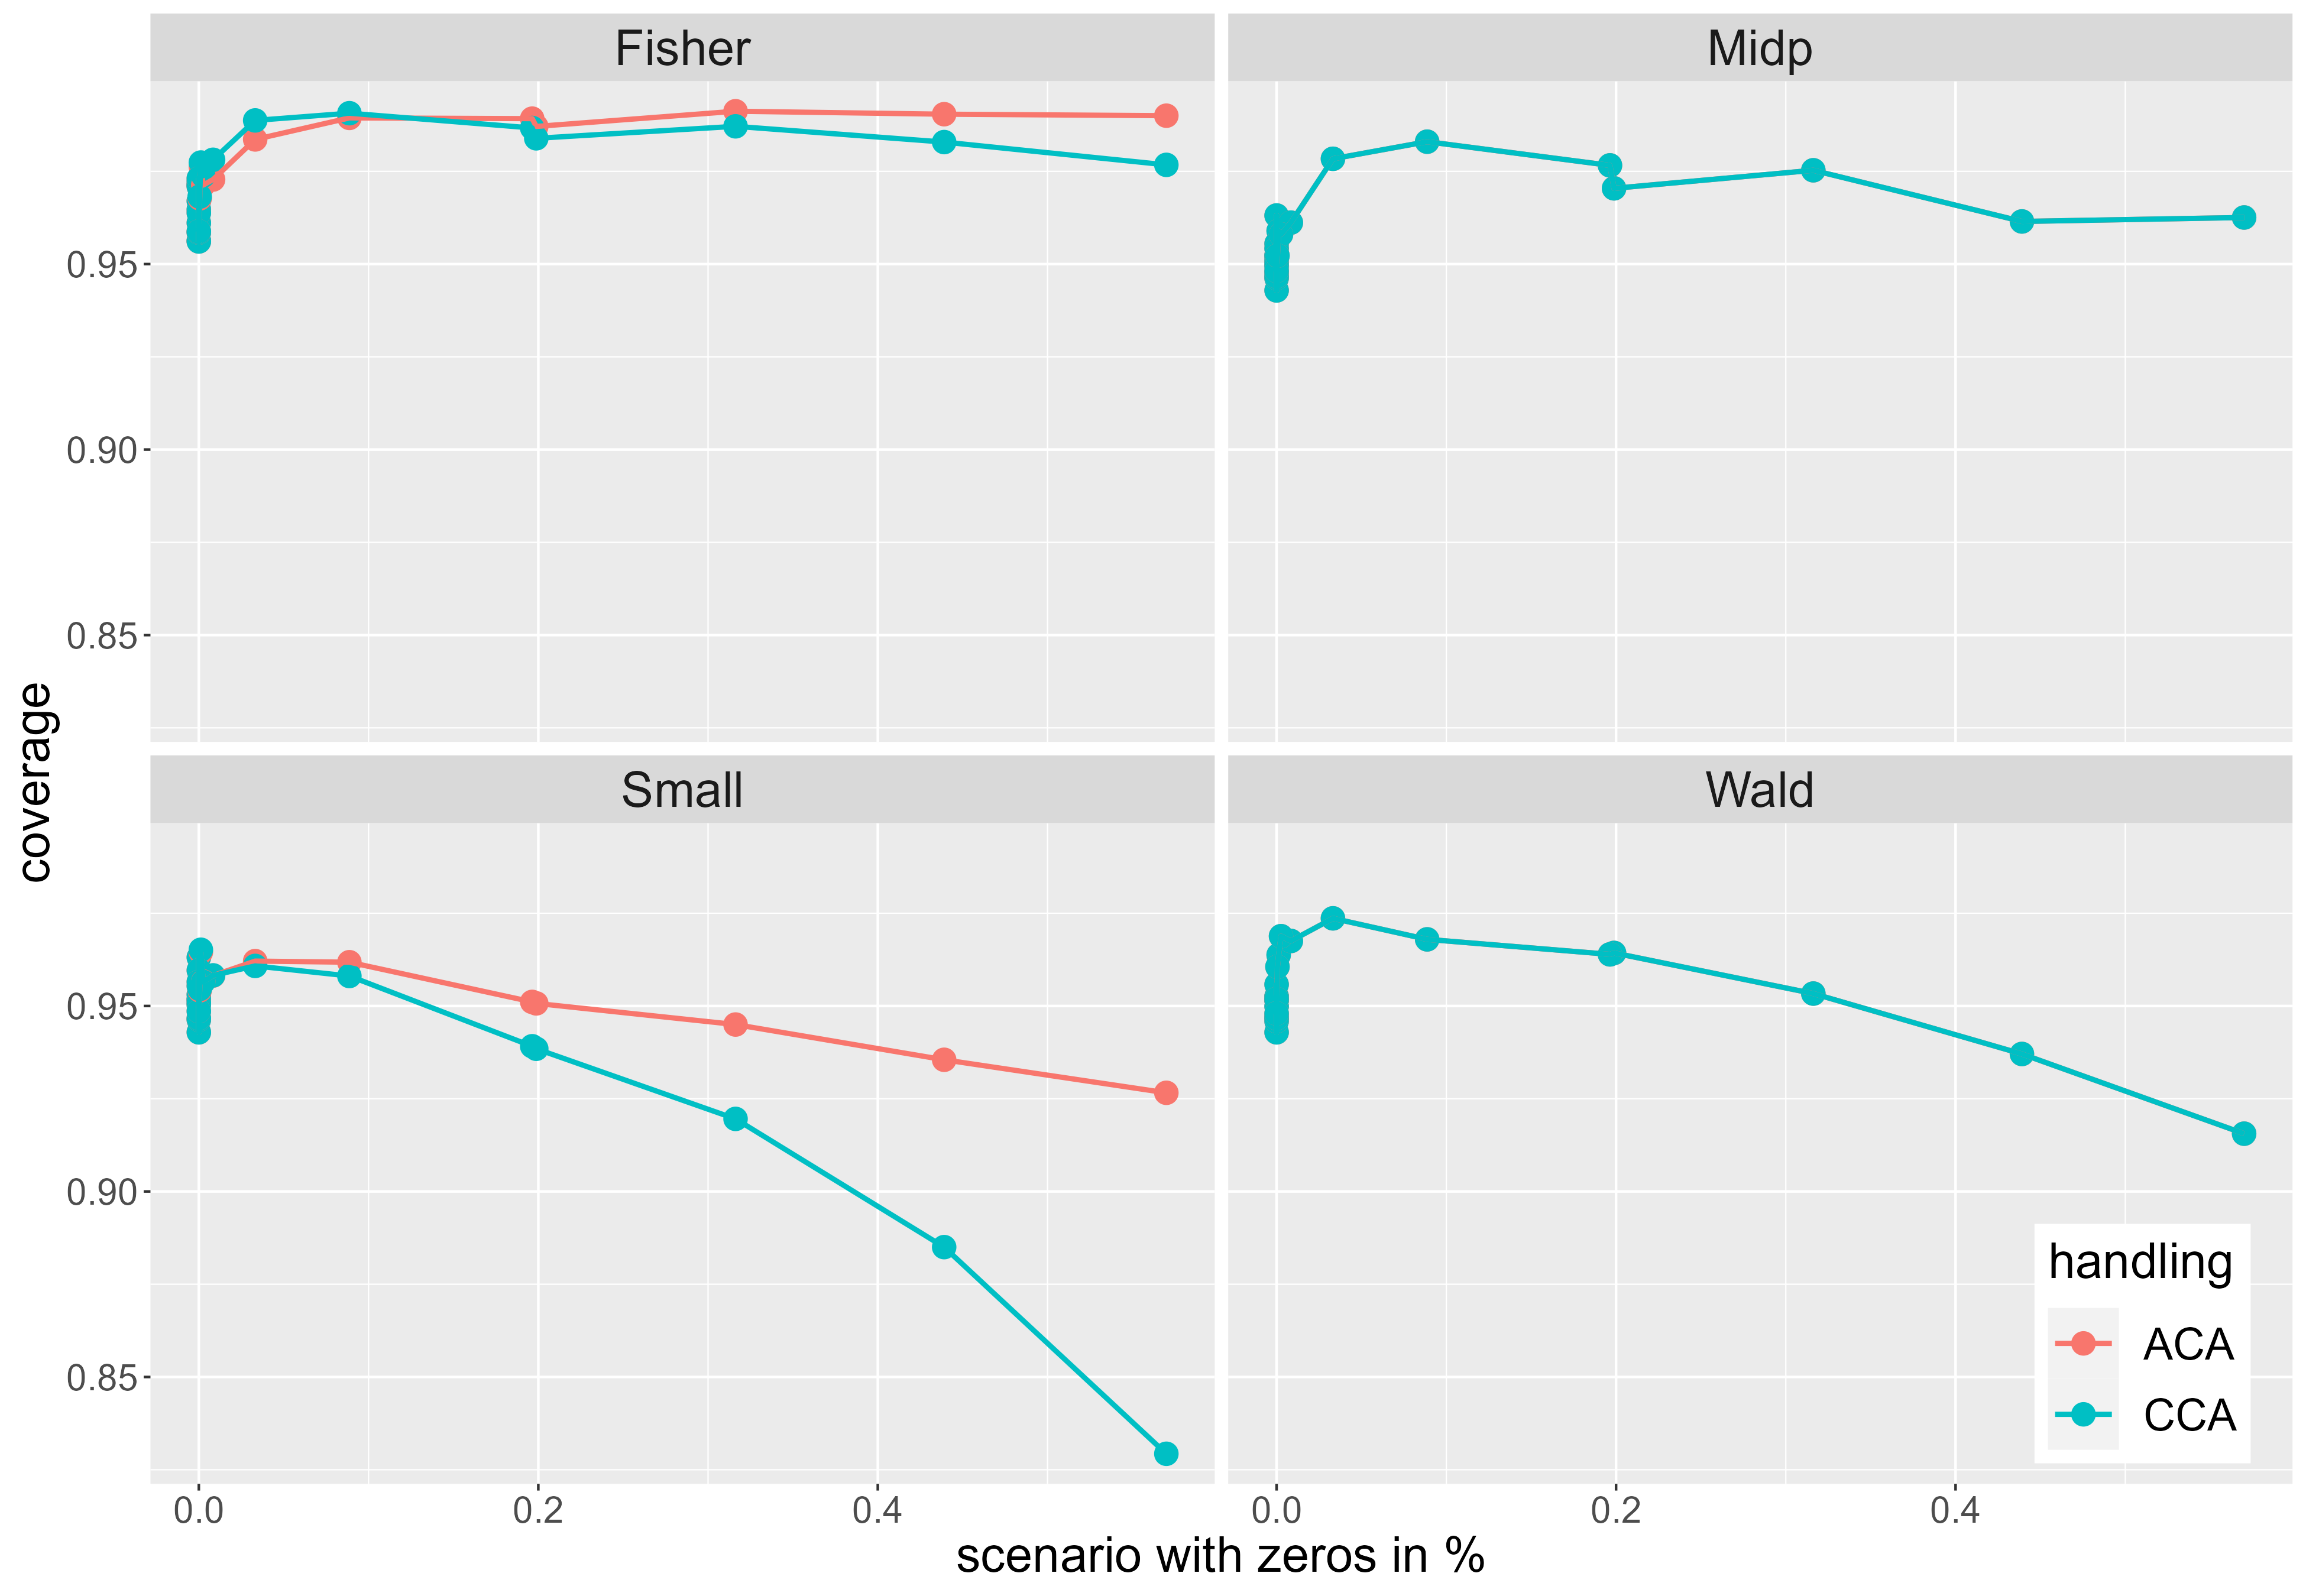 Fisher
Midp
0.95
0.90
0.85
coverage
Small
Wald
0.95
0.90
0.85
handling
ACA
CCA
0.0 0.2 0.4 0.0 0.2 0.4
scenario with zeros in %